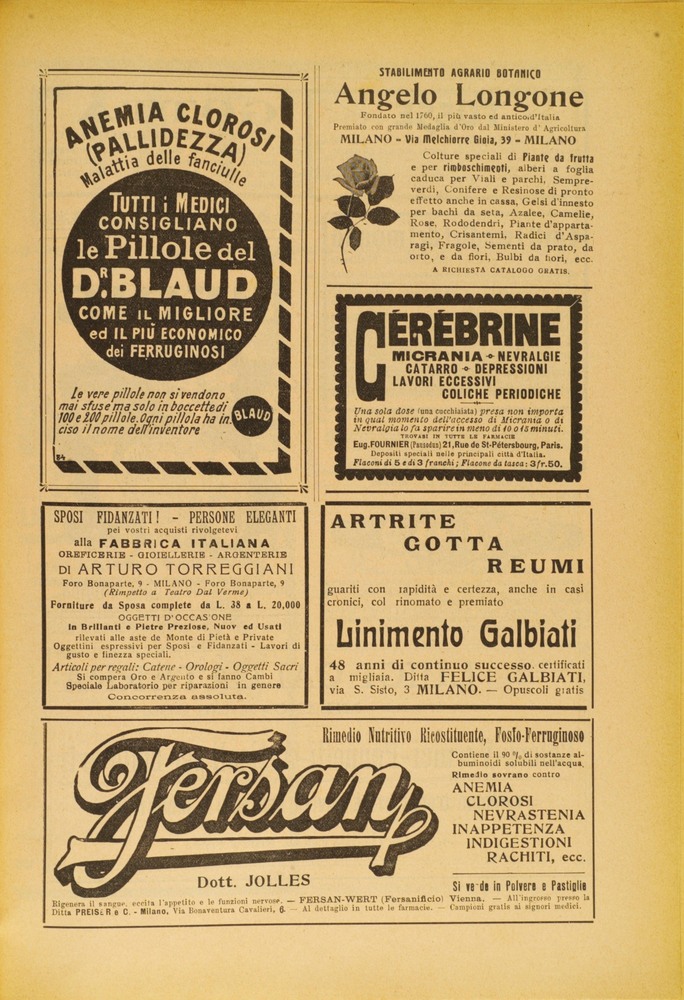 ANEMIA CLOROSI
(PALLIDEZZA)
Malattia delle fanciulle
TUTTI i MEDICI
CONSIGLIANO
le Pillole del
DR. BLAUD
COME IL MIGLIORE
ed IL PIÙ ECONOMICO
dei FERRUGINOSI
Le vere pillole non si vendono
mai sfuse ma solo in boccette di
100 e 200 pillole. Ogni pillola ha in.
ciso il nome dell'inventore
BLAUD
84
STABILIMENTO AGRARIO BOTANICO
Angelo Longone
Fondato nel 1760, il più vasto ed antico d'Italia
Premiato con grande Medaglia d'Oro dal Ministero d'Agricoltura
MILANO - Via Melchiorre Gioia, 39 - MILANO
Colture speciali di Piante da frutta
e per rimboschimenti, alberi a foglia
caduca per Viali e parchi, Sempre-
verdi, Conifere e Resinose di pronto
effetto anche in cassa, Gelsi d'innesto
per bachi da seta, Azalee, Camelie,
Rose, Rododendri, Piante d'apparta-
mento, Crisantemi, Radici d'Aspa-
ragi, Fragole, Sementi da prato, da
orto, e da fiori, Bulbi da fiori, ecc.
A RICHIESTA CATALOGO GRATIS.
CÉRÉBRINE
MICRANIA - NEVRALGIE
CATARRO - DEPRESSIONI
LAVORI ECCESSIVI
COLICHE PERIODICHE
Una sola dose (una cucchiaiata) presa non importa
in qual momento dell'accesso di Micrania o di
Nevralgia lo fa sparire in meno di 10 o 15 minuti.
TROVASI IN TUTTE LE FARMACIE
Eug. FOURNIER (Pausodun) 21, Rue de St-Pétersbourg, Paris.
Depositi speciali nelle principali città d'Italia.
Flaconi di 5 e di 3 franchi; Flacone da tasca: 3 fr. 50.
SPOSI FIDANZATI! - PERSONE ELEGANTI
pei vostri acquisti rivolgetevi
alla FABBRICA ITALIANA
OREFICERIE - GIOIELLERIE - ARGENTERIE
DI ARTURO TORREGGIANI
Foro Bonaparte, 9 - MILANO - Foro Bonaparte, 9
(Rimpetto a Teatro Dal Verme)
Forniture da Sposa complete da L. 38 a L. 20,000
OGGETTI D'OCCAS'ONE
in Brillanti e Pietre Preziose, Nuov ed Usati
rilevati alle aste de Monte di Pietà e Private
Oggettini espressivi per Sposi e Fidanzati - Lavori di
gusto e finezza speciali.
Articoli per regali: Catene - Orologi - Oggetti Sacri
Si compera Oro e Argento e si fanno Cambi
Speciale Laboratorio per riparazioni in genere
Concorrenza assoluta.
ARTRITE
GOTTA
REUMI
guariti con rapidità e certezza, anche in casi
cronici, col rinomato e premiato
Linimento Galbiati
48 anni di continuo successo. certificati
a migliaia. Ditta FELICE GALBIATI,
via S. Sisto, 3 MILANO. — Opuscoli gratis
Rimedio Nutritivo Ricostituente, Fosfo-Ferruginoso
Fersan
Contiene il 90 % di sostanze al-
buminoidi solubili nell'acqua.
Rimedio sovrano contro
ANEMIA
CLOROSI
NEVRASTENIA
INAPPETENZA
INDIGESTIONI
RACHITI, ecc.
Dott. JOLLES
Si vende in Polvere e Pastiglie
Rigenera il sangue, eccita l'appetito e le funzioni nervose. — FERSAN-WERT (Fersanificio) Vienna. — All'ingrosso presso la
Ditta PREISER e C. - Milano, Via Bonaventura Cavalieri, 6. — Al dettaglio in tutte le farmacie. — Campioni gratis ai signori medici.